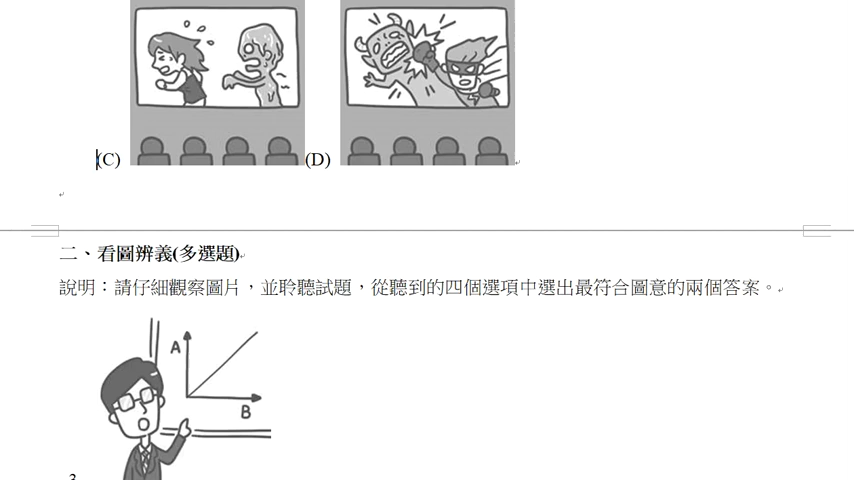 (C) (D)
二、看圖辨義(多選題)
說明：請仔細觀察圖片，並聆聽試題，從聽到的四個選項中選出最符合圖意的兩個答案。
A
B
3